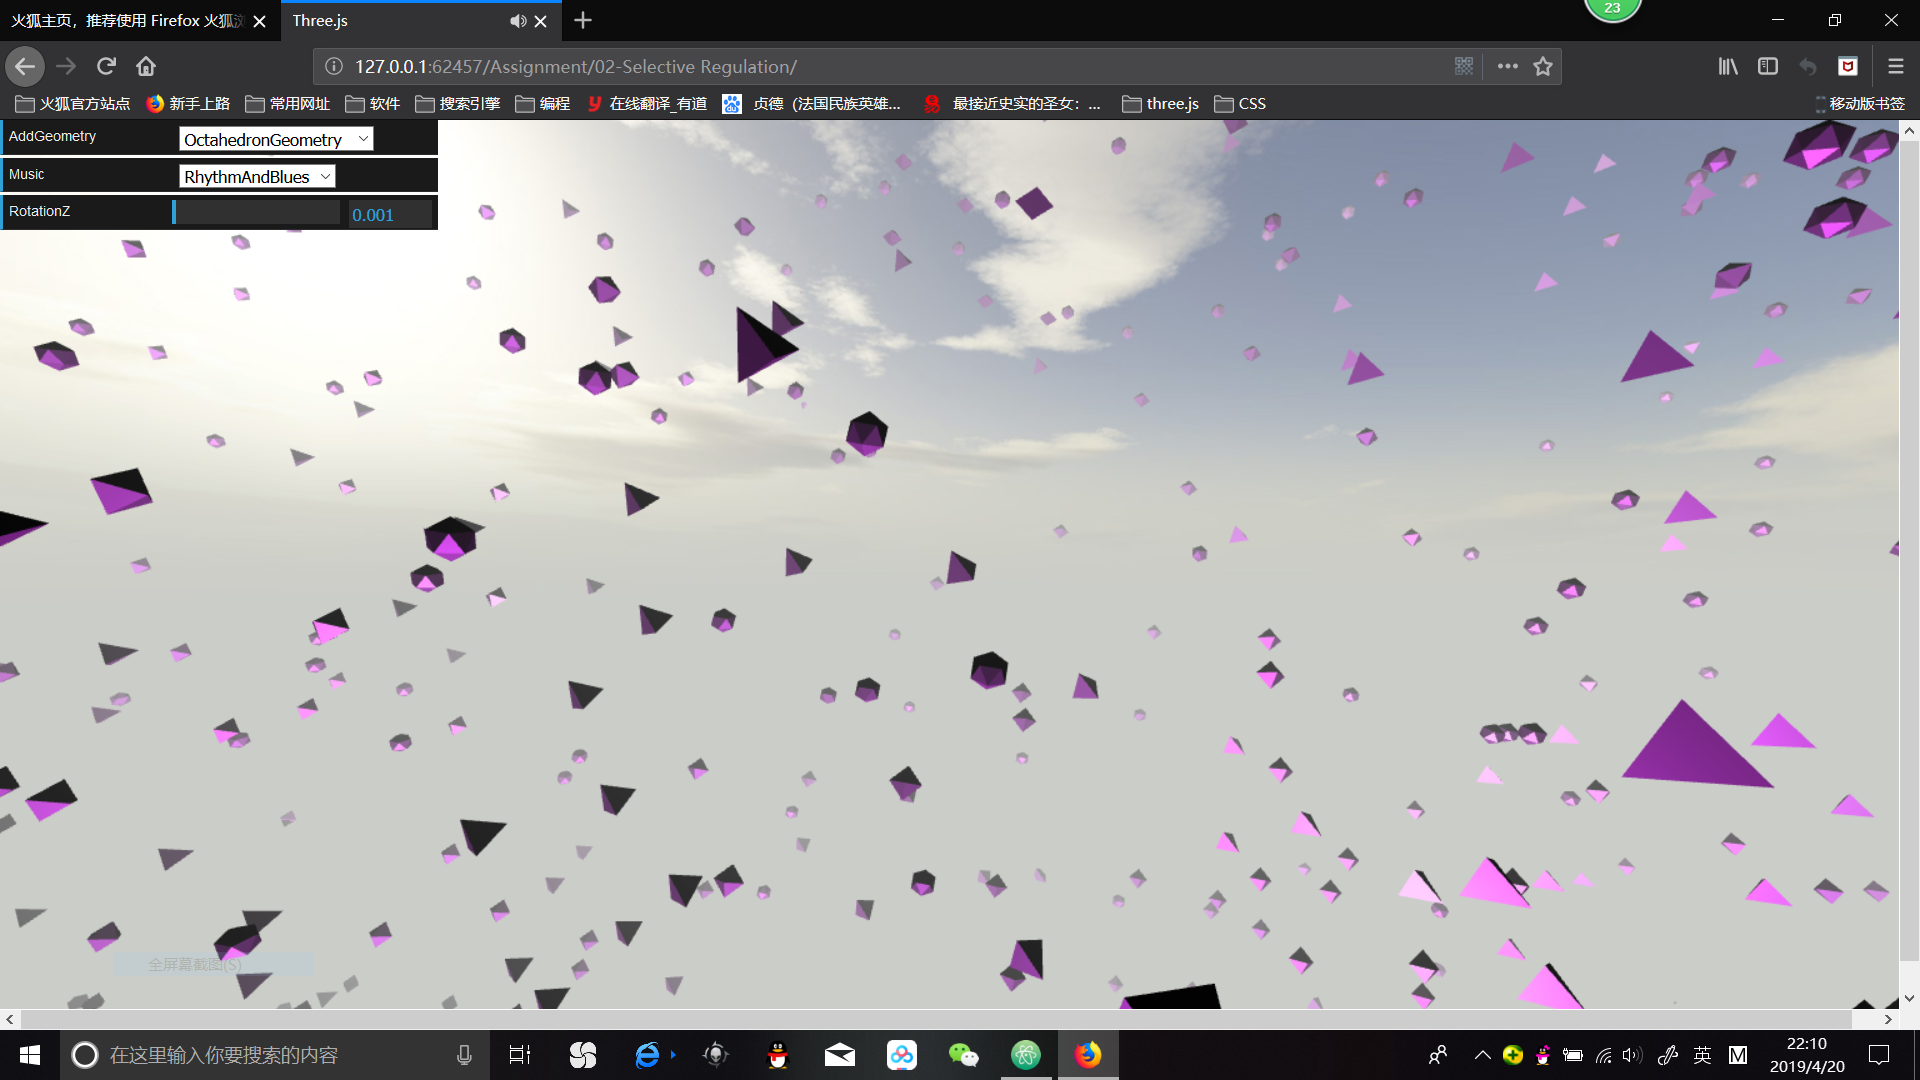 火狐主页，推荐使用 Firefox 火狐浏
Three.js
23
127.0.0.1:62457/Assignment/02-Selective Regulation/
火狐官方站点
新手上路
常用网址
软件
搜索引擎
编程
在线翻译_有道
贞德（法国民族英雄...
最接近史实的圣女：...
three.js
CSS
移动版书签
AddGeometry
OctahedronGeometry
Music
RhythmAndBlues
RotationZ
0.001
全屏幕截图(S)
在这里输入你要搜索的内容
英
M
22:10
2019/4/20